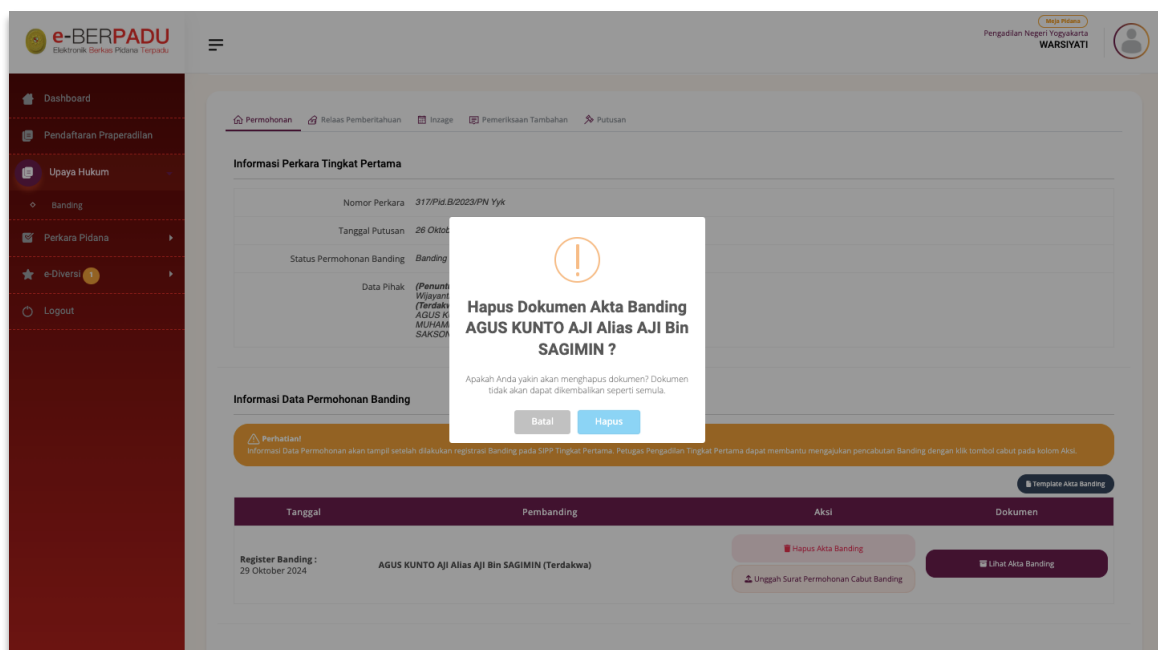 e-BERPADU
Elektronik Berkas Pidana Terpadu
Meja Pidana
Pengadilan Negeri Yogyakarta
WARSIYATI
Dashboard
Pendaftaran Praperadilan
Upaya Hukum
Banding
Perkara Pidana
e-Diversi 1
Logout
Permohonan Relaas Pemberitahuan Inzage Pemeriksaan Tambahan Putusan
Informasi Perkara Tingkat Pertama
Nomor Perkara 317/Pid.B/2023/PN Yyk
Tanggal Putusan 26
Status Permohonan Banding Banding
Data Pihak
AGUS
Hapus Dokumen Akta Banding
AGUS KUNTO AJI Alias AJI Bin
SAGIMIN ?
Apakah Anda yakin akan menghapus dokumen? Dokumen
tidak akan dapat dikembalikan seperti semula.
Batal Hapus
Informasi Data Permohonan Banding
Perhatian!
Informasi Data Permohonan akan tampil setelah dilakukan registrasi Banding pada SIPP Tingkat Pertama. Petugas Pengadilan Tingkat Pertama dapat membantu mengajukan pencabutan Banding dengan klik tombol cabut pada kolom Aksi.
Template Akta Banding
Tanggal Pembanding Aksi Dokumen
Register Banding :
29 Oktober 2024
AGUS KUNTO AJI Alias AJI Bin SAGIMIN (Terdakwa)
Hapus Akta Banding
Unggah Surat Permohonan Cabut Banding
Lihat Akta Banding